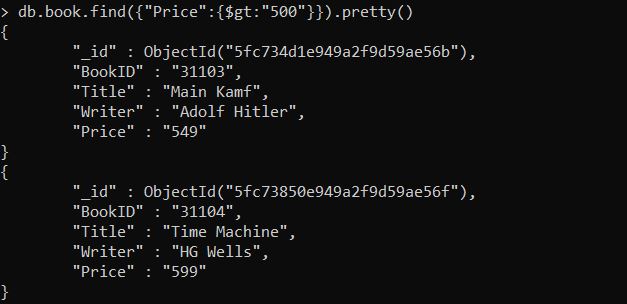 > db.book.find({"Price":{$gt:"500"}}).pretty()
{
"_id" : ObjectId("5fc734d1e949a2f9d59ae56b"),
"BookID" : "31103",
"Title" : "Main Kamf",
"Writer" : "Adolf Hitler",
"Price" : "549"
}
{
"_id" : ObjectId("5fc73850e949a2f9d59ae56f"),
"BookID" : "31104",
"Title" : "Time Machine",
"Writer" : "HG Wells",
"Price" : "599"
}